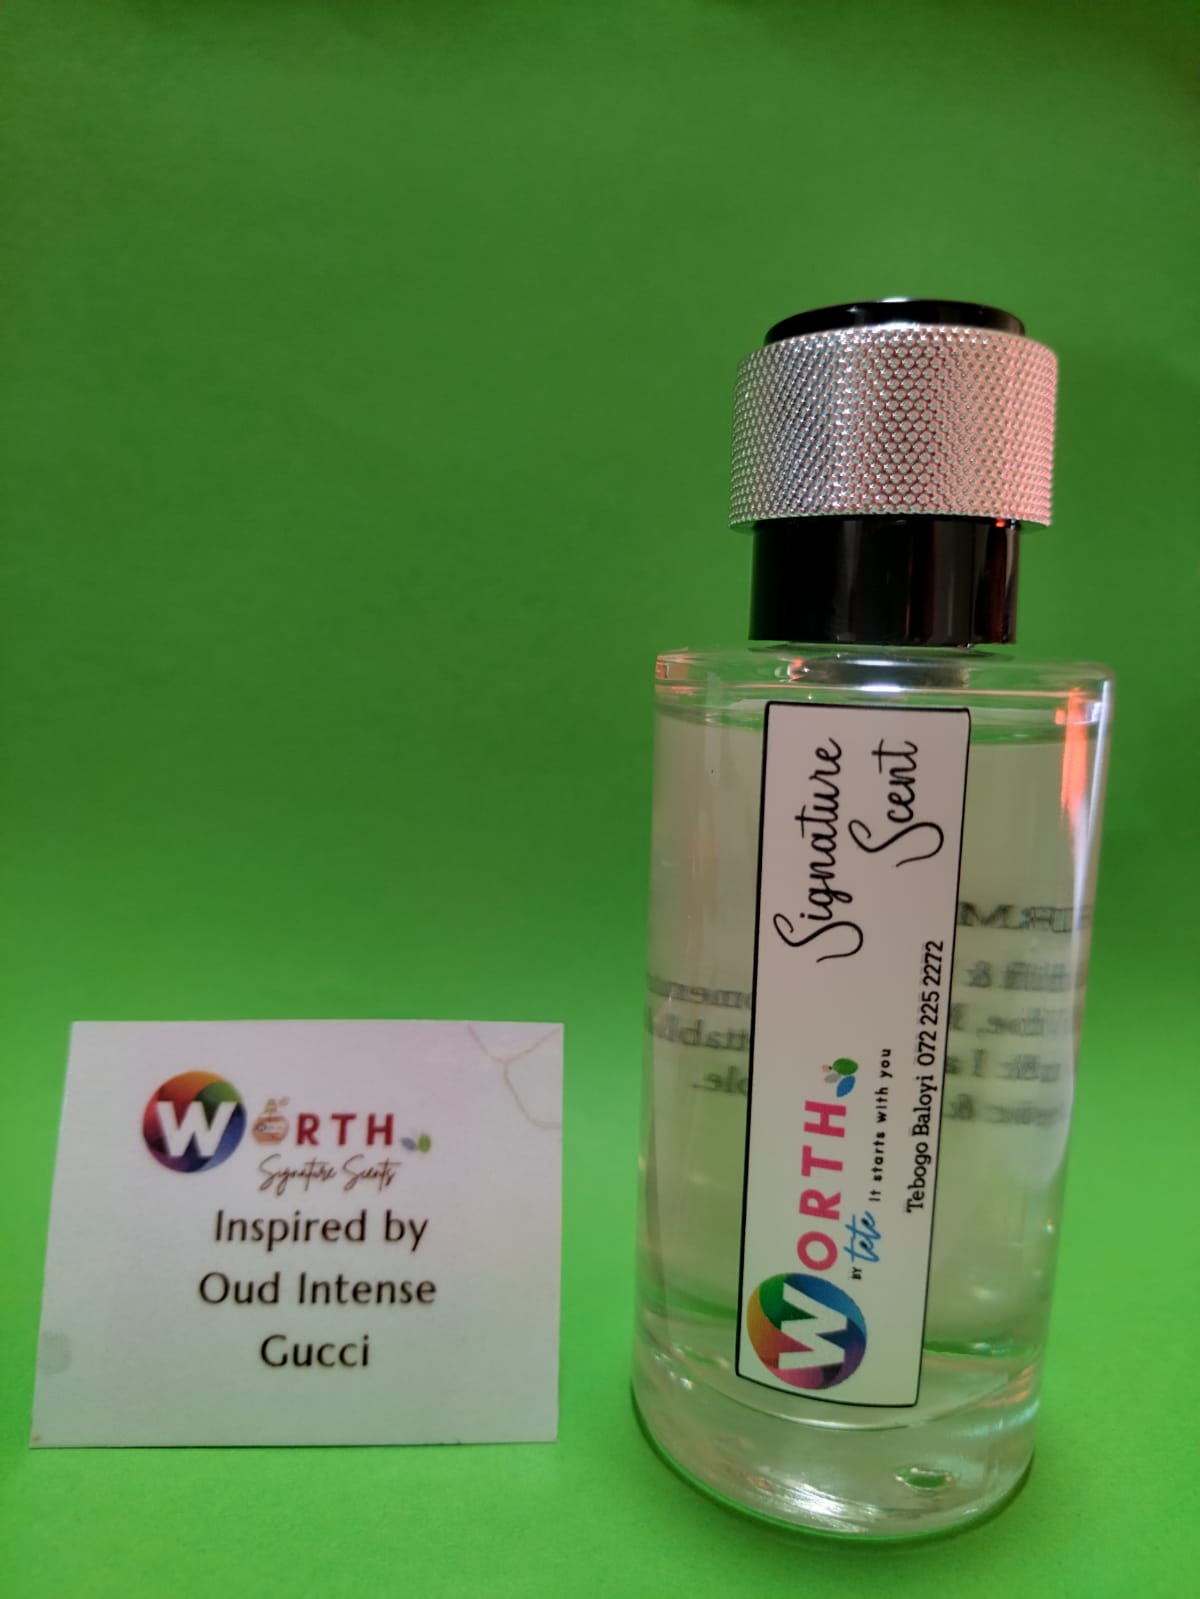 WORTH
Signature Scents
Inspired by
Oud Intense
Gucci
Signature
Scent
WORTH
BY tete It starts with you
Tebogo Baloyi 072 225 2272